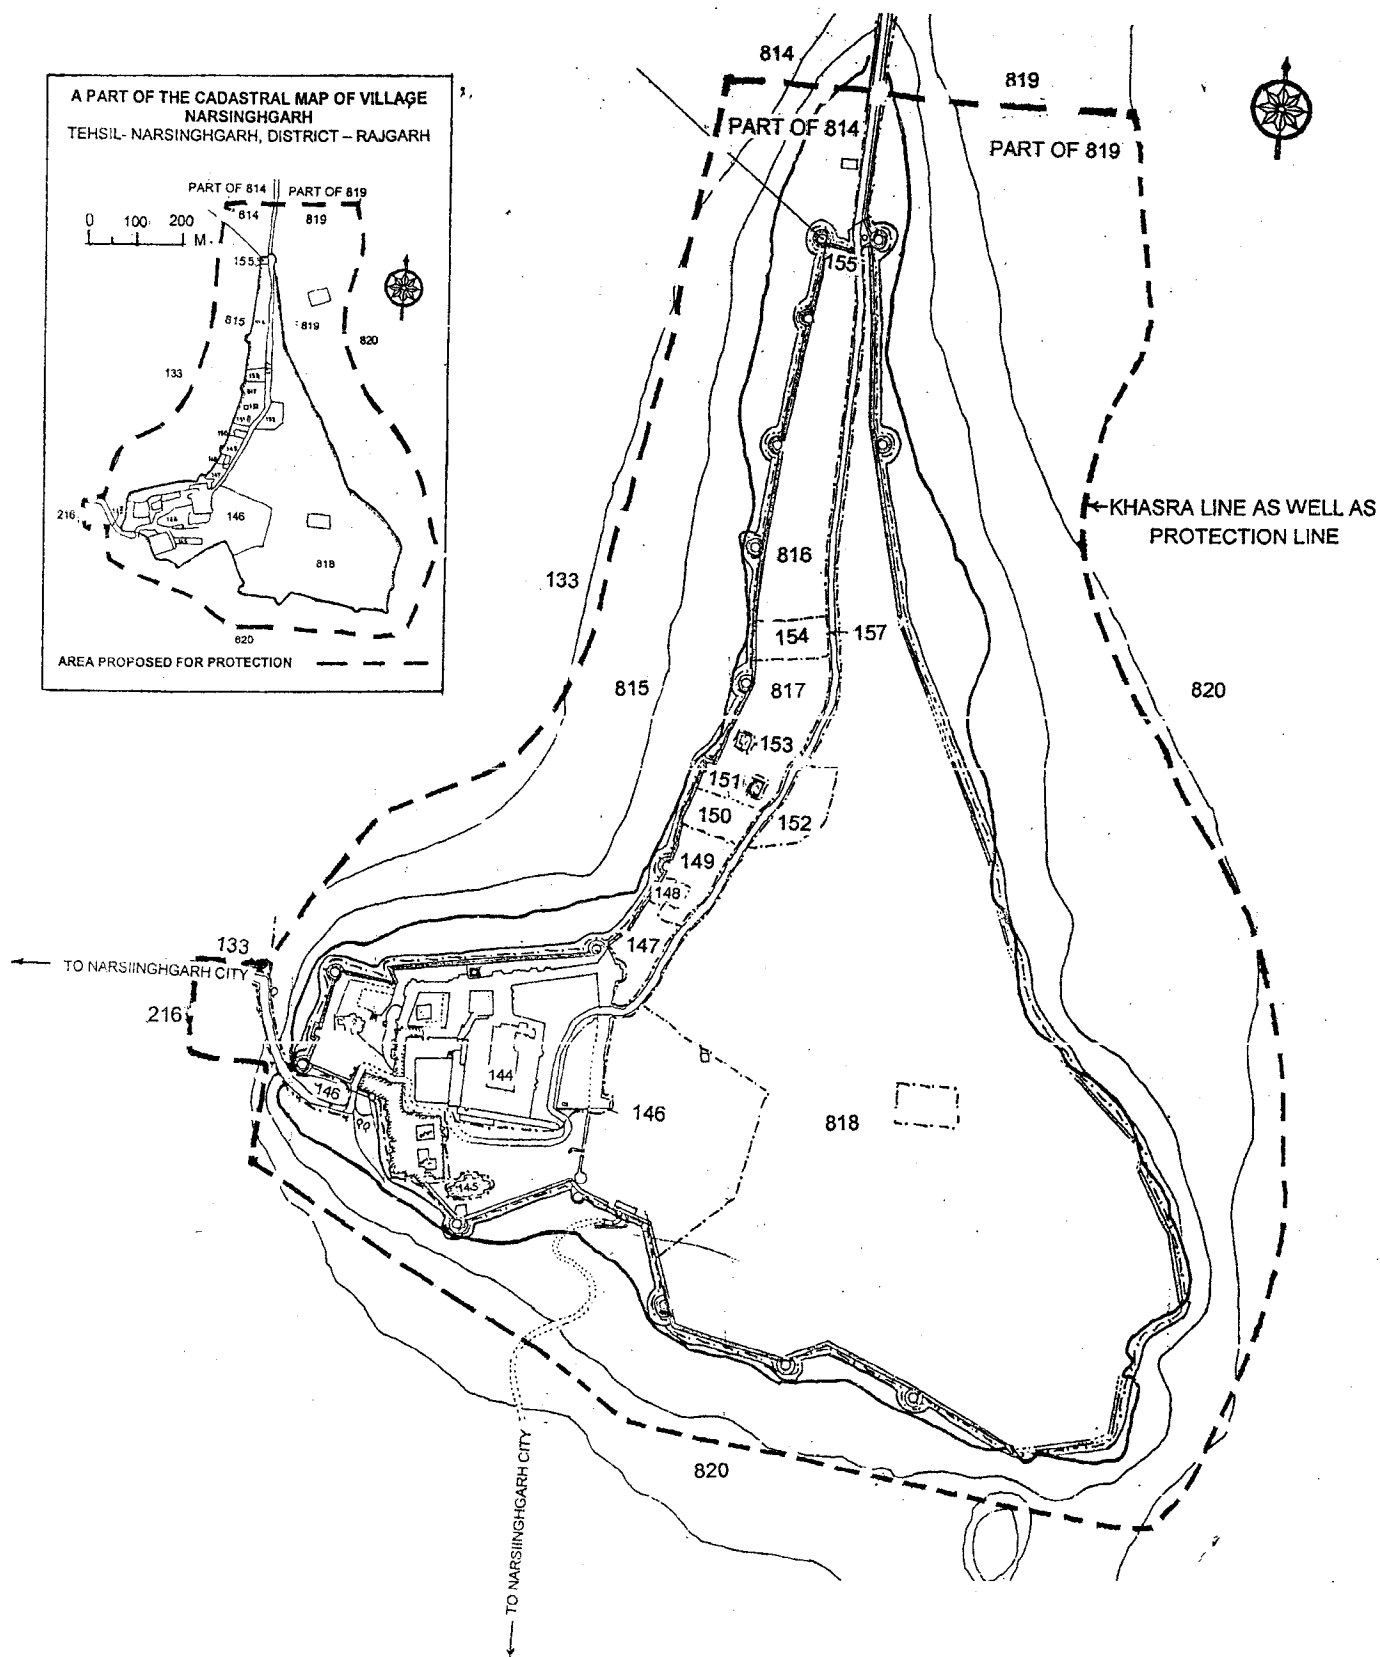 A PART OF THE CADASTRAL MAP OF VILLAGE
NARSINGHGARH
TEHSIL- NARSINGHGARH, DISTRICT – RAJGARH
PART OF 814
PART OF 819
814
819
0 100 200 M.
155
815
819
820
133
146
216
818
820
AREA PROPOSED FOR PROTECTION
814
819
PART OF 814
PART OF 819
155
KHASRA LINE AS WELL AS
PROTECTION LINE
816
133
154
157
815
817
820
153
151
150
152
149
148
147
133
TO NARSIINGHGARH CITY
216
144
146
146
818
145
820
TO NARSIINGHGARH CITY